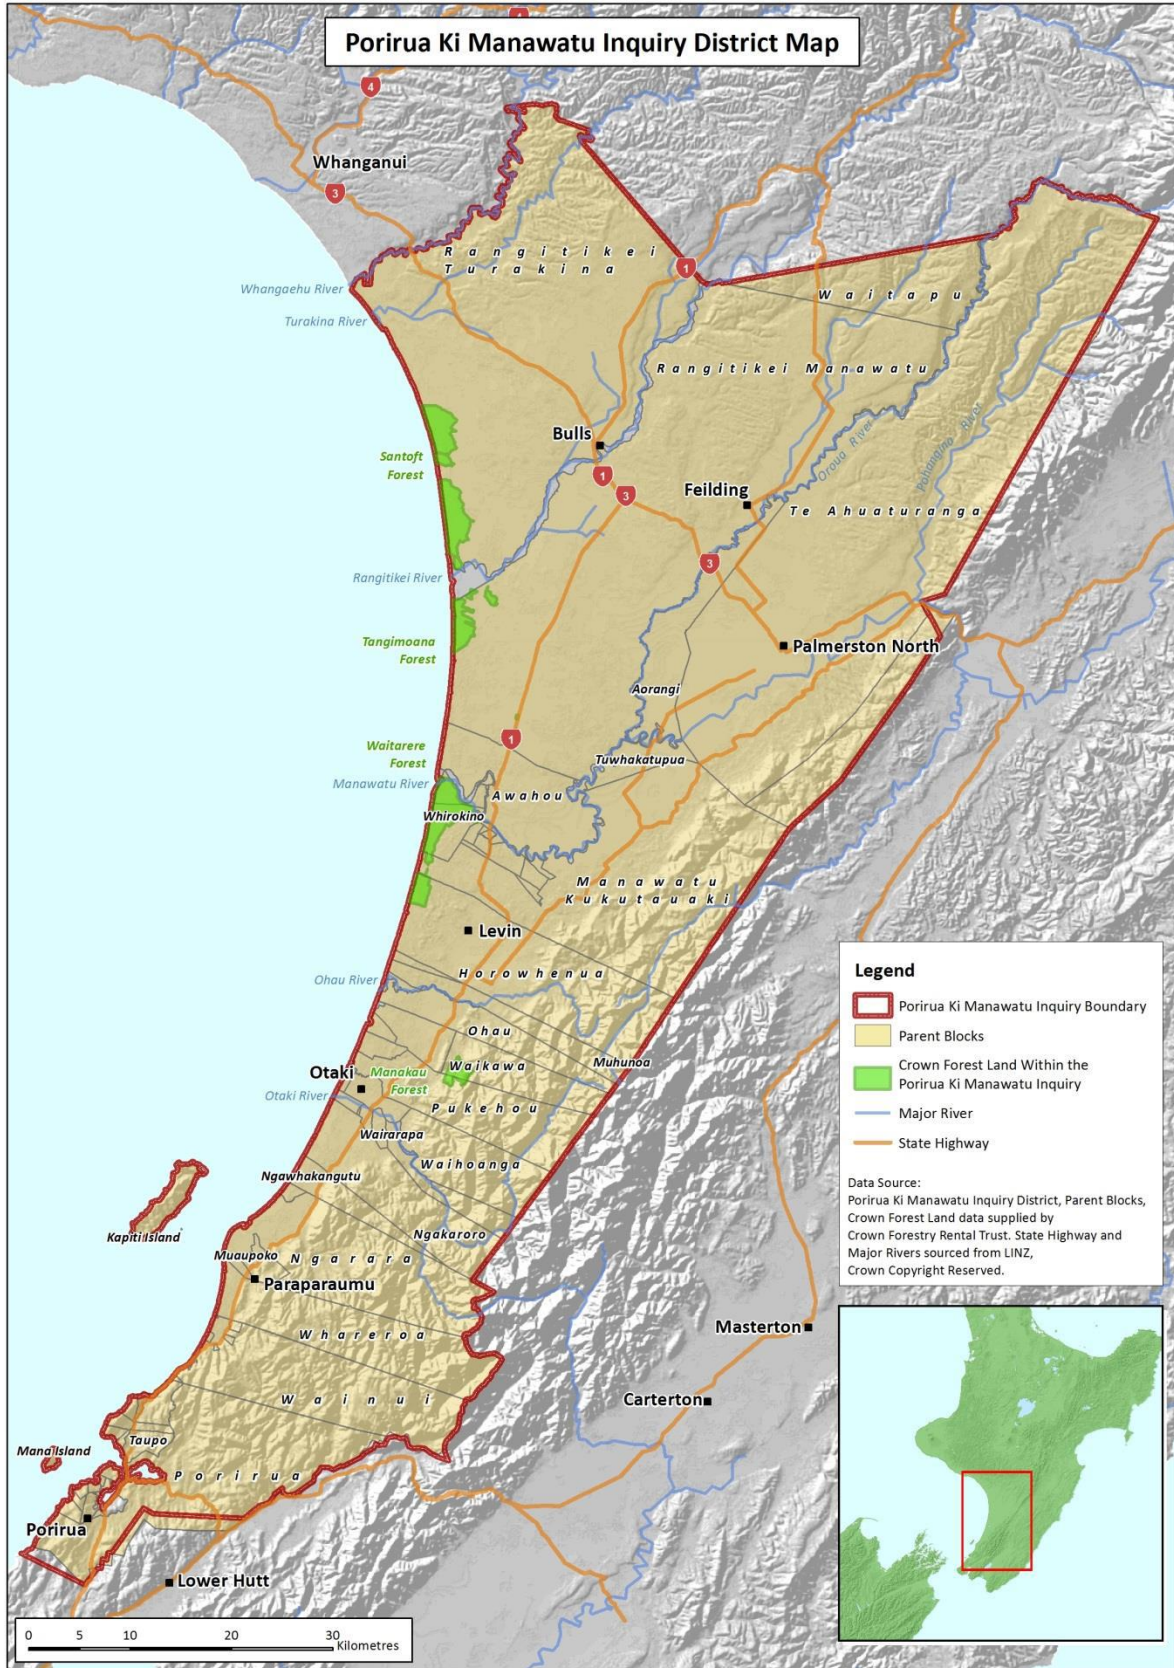 Porirua Ki Manawatu Inquiry District Map
4
4
Whanganui
3
Rangitikei
Turakina
1
Whangaehu River
Waitapu
Turakina River
Rangitikei Manawatu
Bulls
Oroua River
Pohangina River
Santoft
Forest
1
3
Feilding
Te Ahuaturanga
3
Rangitikei River
Tangimoana
Forest
Palmerston North
Aorangi
1
Waitarere
Forest
Tuwhakatupua
Manawatu River
Awahou
Whirokino
Manawatu
Kukutauaki
Levin
Horowhenua
Ohau River
Ohau
Waikawa
Muhunoa
Otaki
Manakau
Forest
Otaki River
Pukehou
Wairarapa
Waihoanga
Ngawhakangutu
Kapiti Island
Ngakaroro
Muaupoko
Ngarara
Paraparaumu
Whareroa
Masterton
Wainui
Carterton
Mana Island
Taupo
Porirua
Porirua
Lower Hutt
0 5 10 20 30
Kilometres
Legend
Porirua Ki Manawatu Inquiry Boundary
Parent Blocks
Crown Forest Land Within the
Porirua Ki Manawatu Inquiry
Major River
State Highway
Data Source:
Porirua Ki Manawatu Inquiry District, Parent Blocks,
Crown Forest Land data supplied by
Crown Forestry Rental Trust. State Highway and
Major Rivers sourced from LINZ,
Crown Copyright Reserved.